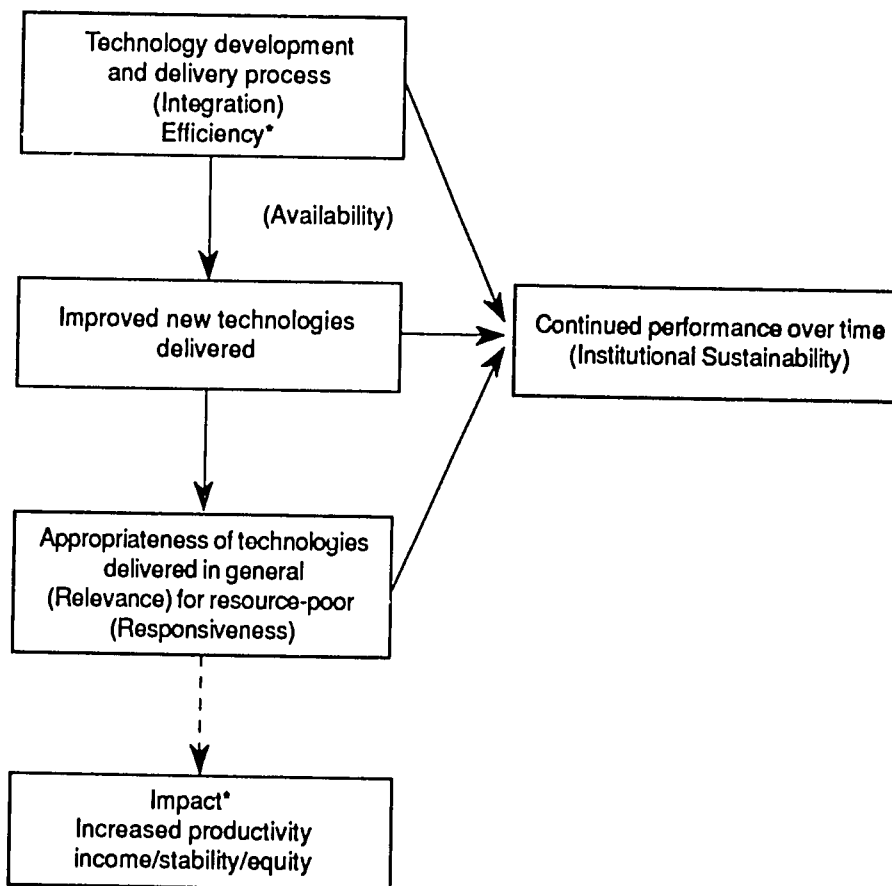 Technology development
and delivery process
(Integration)
Efficiency*
(Availability)
Improved new technologies
delivered
Continued performance over time
(Institutional Sustainability)
Appropriateness of technologies
delivered in general
(Relevance) for resource-poor
(Responsiveness)
Impact*
Increased productivity
income/stability/equity